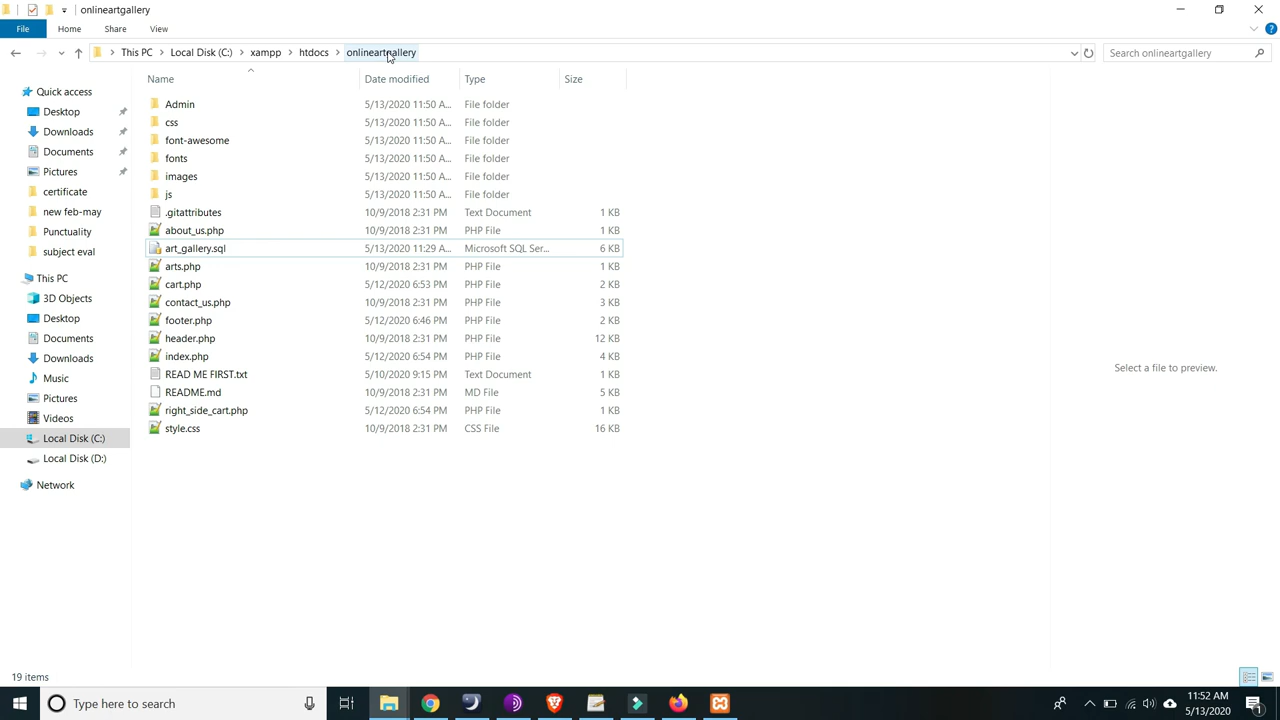 onlineartgallery
File Home Share View
This PC Local Disk (C:) xampp htdocs onlineartgallery Search onlineartgallery
Name Date modified Type Size
Quick access
Desktop
Downloads
Documents
Pictures
certificate
new feb-may
Punctuality
subject eval
This PC
3D Objects
Desktop
Documents
Downloads
Music
Pictures
Videos
Local Disk (C:)
Local Disk (D:)
Network
Admin 5/13/2020 11:50 A... File folder
css 5/13/2020 11:50 A... File folder
font-awesome 5/13/2020 11:50 A... File folder
fonts 5/13/2020 11:50 A... File folder
images 5/13/2020 11:50 A... File folder
js 5/13/2020 11:50 A... File folder
.gitattributes 10/9/2018 2:31 PM Text Document 1 KB
about_us.php 10/9/2018 2:31 PM PHP File 1 KB
art_gallery.sql 5/13/2020 11:29 A... Microsoft SQL Ser... 6 KB
arts.php 10/9/2018 2:31 PM PHP File 1 KB
cart.php 5/12/2020 6:53 PM PHP File 2 KB
contact_us.php 10/9/2018 2:31 PM PHP File 3 KB
footer.php 5/12/2020 6:46 PM PHP File 2 KB
header.php 10/9/2018 2:31 PM PHP File 12 KB
index.php 5/12/2020 6:54 PM PHP File 4 KB
READ ME FIRST.txt 5/10/2020 9:15 PM Text Document 1 KB
README.md 10/9/2018 2:31 PM MD File 5 KB
right_side_cart.php 5/12/2020 6:54 PM PHP File 1 KB
style.css 10/9/2018 2:31 PM CSS File 16 KB
Select a file to preview.
19 items
Type here to search
11:52 AM
5/13/2020